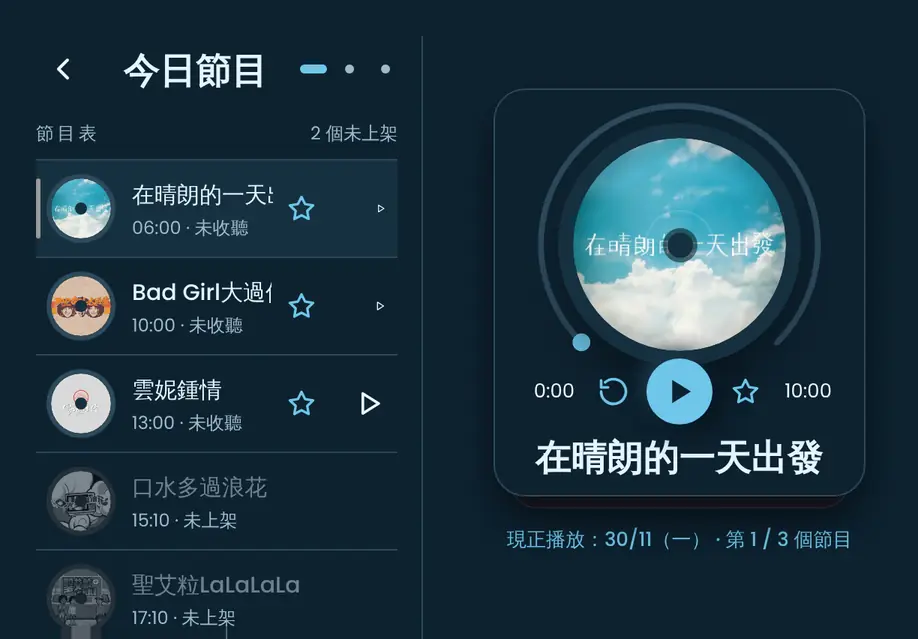 今日節目
節目表
2 個未上架
在晴朗的一天
06:00 · 未收聽
Bad Girl大過
10:00 · 未收聽
雲妮鍾情
13:00 · 未收聽
口水多過浪花
15:10 · 未上架
聖艾粒LaLaLaLa
17:10 · 未上架
在晴朗的一天出發
0:00
10:00
在晴朗的一天出發
現正播放：30/11（一） · 第 1 / 3 個節目